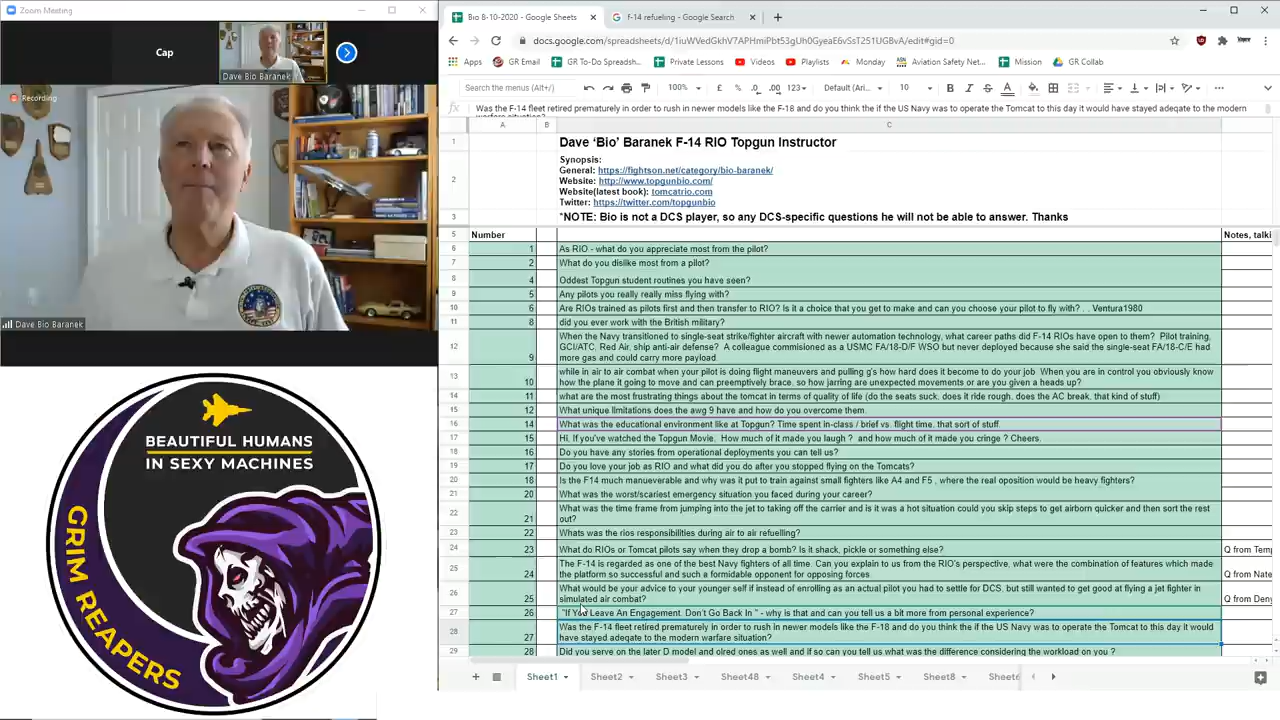 Zoom Meeting
Cap
Dave Bio Baranek
Recording
Dave Bio Baranek
BEAUTIFUL HUMANS
IN SEXY MACHINES
GRIM REAPERS
Bio 8-10-2020 - Google Sheets
f-14 refueling - Google Search
GR Email
GR To-Do Spreads...
Private Lessons
Videos
Playlists
Monday
Aviation Safety Net...
Mission
GR Collab
Search the menus (Alt+/)
100%
£
%
.0
.00
123
Default (Ari...
10
B
I
S
A
fx
Was the F-14 fleet retired prematurely in order to rush in newer models like the F-18 and do you think the if the US Navy was to operate the Tomcat to this day it would have stayed adeqate to the modern
A
B
C
1 Dave ‘Bio’ Baranek F-14 RIO Topgun Instructor
Synopsis:
General: https://fightson.net/category/bio-baranek/
2 Website: http://www.topgunbio.com/
Website(latest book): tomcatrio.com
Twitter: https://twitter.com/topgunbio
3 *NOTE: Bio is not a DCS player, so any DCS-specific questions he will not be able to answer. Thanks
5 Number Notes, talki
6 1 As RIO - what do you appreciate most from the pilot?
7 2 What do you dislike most from a pilot?
8 4 Oddest Topgun student routines you have seen?
9 5 Any pilots you really really miss flying with?
10 6 Are RIOs trained as pilots first and then transfer to RIO? Is it a choice that you get to make and can you choose your pilot to fly with? . . Ventura1980
11 8 did you ever work with the British military?
When the Navy transitioned to single-seat strike/fighter aircraft with newer automation technology, what career paths did F-14 RIOs have open to them? Pilot training,
12 GCI/ATC, Red Air, ship anti-air defense? A colleague commisioned as a USMC FA/18-D/F WSO but never deployed because she said the single-seat FA/18-C/E had
9 more gas and could carry more payload.
13 while in air to air combat when your pilot is doing flight maneuvers and pulling g's how hard does it become to do your job When you are in control you obviously know
10 how the plane it going to move and can preemptively brace, so how jarring are unexpected movements or are you given a heads up?
14 11 what are the most frustrating things about the tomcat in terms of quality of life (do the seats suck, does it ride rough, does the AC break, that kind of stuff)
15 12 What unique limitations does the awg 9 have and how do you overcome them.
16 14 What was the educational environment like at Topgun? Time spent in-class / brief vs. flight time, that sort of stuff.
17 15 Hi, If you've watched the Topgun Movie. How much of it made you laugh ? and how much of it made you cringe ? Cheers.
18 16 Do you have any stories from operational deployments you can tell us?
19 17 Do you love your job as RIO and what did you do after you stopped flying on the Tomcats?
20 18 Is the F14 much manueverable and why was it put to train against small fighters like A4 and F5 , where the real oposition would be heavy fighters?
21 20 What was the worst/scariest emergency situation you faced during your career?
22 What was the time frame from jumping into the jet to taking off the carrier and is it was a hot situation could you skip steps to get airborn quicker and then sort the rest
21 out?
23 22 Whats was the rios responsibilities during air to air refuelling?
24 23 What do RIOs or Tomcat pilots say when they drop a bomb? Is it shack, pickle or something else? Q from Temp
25 The F-14 is regarded as one of the best Navy fighters of all time. Can you explain to us from the RIO's perspective, what were the combination of features which made
24 the platform so successful and such a formidable opponent for opposing forces Q from Nate
26 What would be your advice to your younger self if instead of enrolling as an actual pilot you had to settle for DCS, but still wanted to get good at flying a jet fighter in
25 simulated air combat? Q from Deny
27 26 "If You Leave An Engagement, Don't Go Back In " - why is that and can you tell us a bit more from personal experience?
28 Was the F-14 fleet retired prematurely in order to rush in newer models like the F-18 and do you think the if the US Navy was to operate the Tomcat to this day it would
27 have stayed adeqate to the modern warfare situation?
29 28 Did you serve on the later D model and olred ones as well and if so can you tell us what was the difference considering the workload on you ?
Sheet1
Sheet2
Sheet3
Sheet48
Sheet4
Sheet5
Sheet8